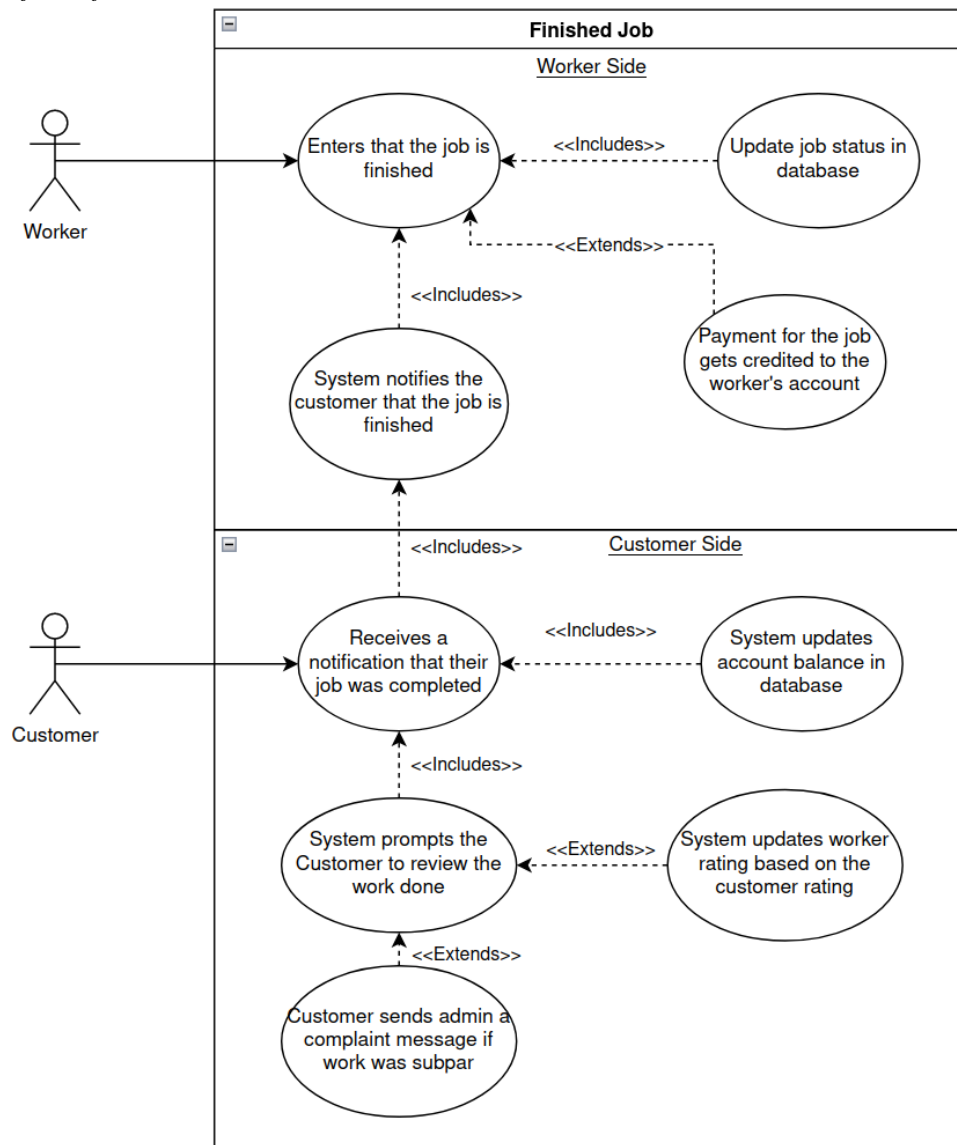 Finished Job
Worker Side
Enters that the job is
finished
<<Includes>>
Update job status in
database
Worker
<<Extends>>
<<Includes>>
Payment for the job
gets credited to the
worker's account
System notifies the
customer that the job is
finished
Customer Side
<<Includes>>
Receives a
notification that their
job was completed
<<Includes>>
System updates
account balance in
database
Customer
<<Includes>>
System prompts the
Customer to review the
work done
<<Extends>>
System updates worker
rating based on the
customer rating
<<Extends>>
Customer sends admin a
complaint message if
work was subpar